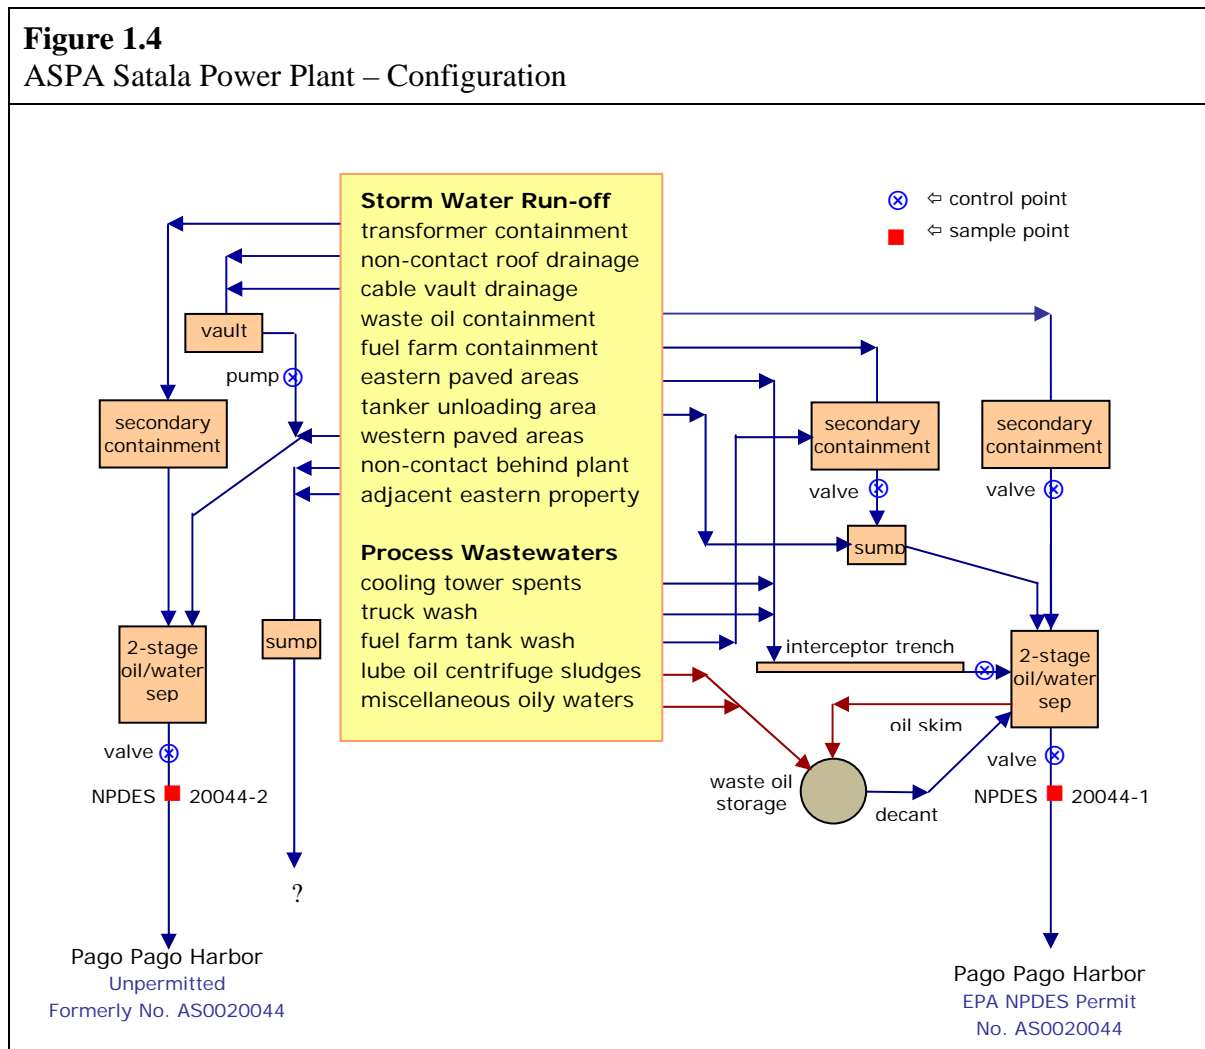 Figure 1.4
ASPA Satala Power Plant – Configuration
⇦ control point
⇦ sample point
Storm Water Run-off
transformer containment
non-contact roof drainage
cable vault drainage
waste oil containment
fuel farm containment
eastern paved areas
tanker unloading area
western paved areas
non-contact behind plant
adjacent eastern property
Process Wastewaters
cooling tower spents
truck wash
fuel farm tank wash
lube oil centrifuge sludges
miscellaneous oily waters
vault
pump
secondary
containment
2-stage
oil/water
sep
sump
valve
NPDES 20044-2
?
Pago Pago Harbor
Unpermitted
Formerly No. AS0020044
secondary
containment
valve
sump
secondary
containment
valve
interceptor trench
2-stage
oil/water
sep
oil skim
waste oil
storage
decant
valve
NPDES 20044-1
Pago Pago Harbor
EPA NPDES Permit
No. AS0020044